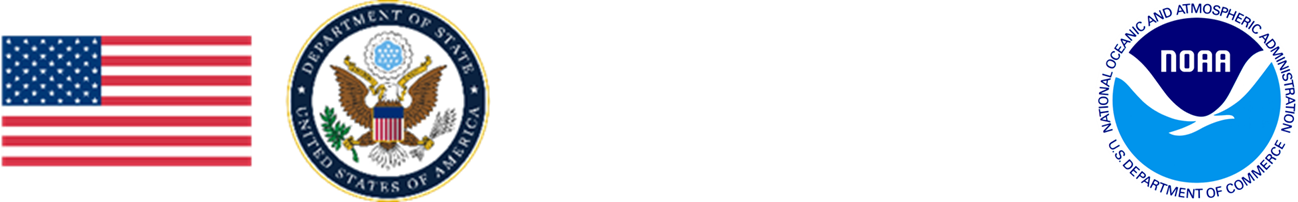 DEPARTMENT OF STATE
UNITED STATES OF AMERICA
NATIONAL OCEANIC AND ATMOSPHERIC ADMINISTRATION
NOAA
U.S. DEPARTMENT OF COMMERCE